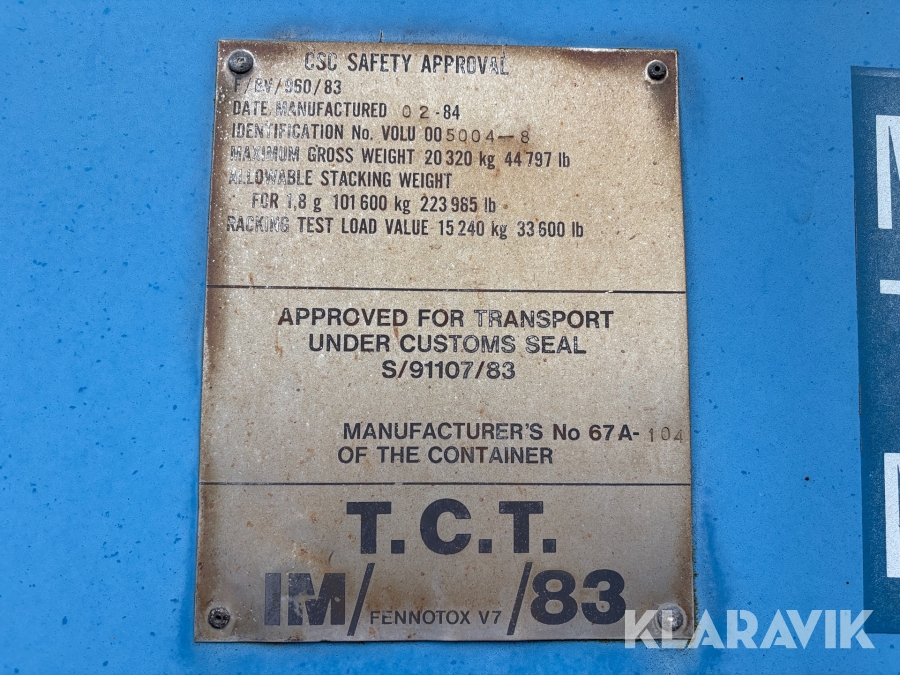 CSC SAFETY APPROVAL
F/BV/960/83
DATE MANUFACTURED 02-84
IDENTIFICATION No. VOLU 005004-8
MAXIMUM GROSS WEIGHT 20 320 kg 44 797 lb
ALLOWABLE STACKING WEIGHT
FOR 1,8 g 101 600 kg 223 965 lb
RACKING TEST LOAD VALUE 15 240 kg 33 600 lb
APPROVED FOR TRANSPORT
UNDER CUSTOMS SEAL
S/91107/83
MANUFACTURER'S No 67 A-104
OF THE CONTAINER
T.C.T.
IM/FENNOTOX V7/83
KLARAVIK